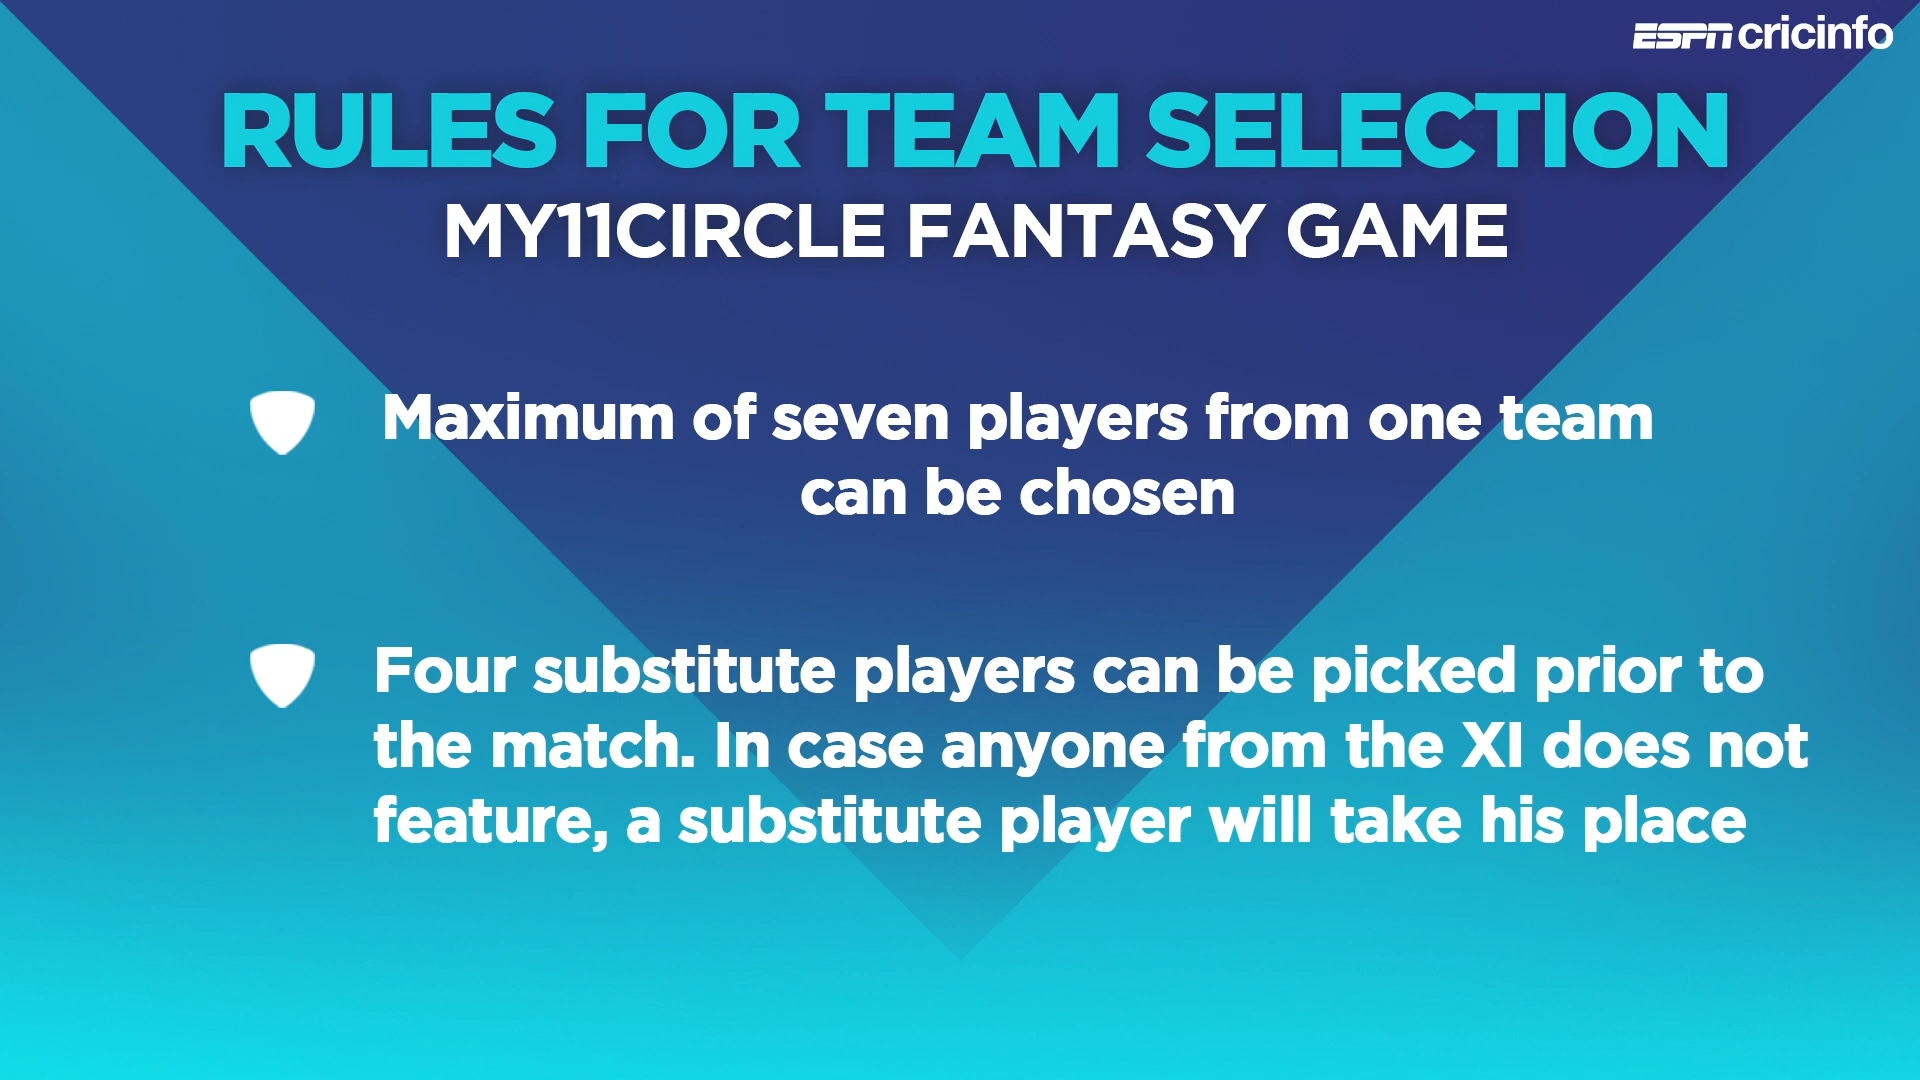 ESPN cricinfo
RULES FOR TEAM SELECTION
MY11CIRCLE FANTASY GAME
Maximum of seven players from one team
can be chosen
Four substitute players can be picked prior to
the match. In case anyone from the XI does not
feature, a substitute player will take his place